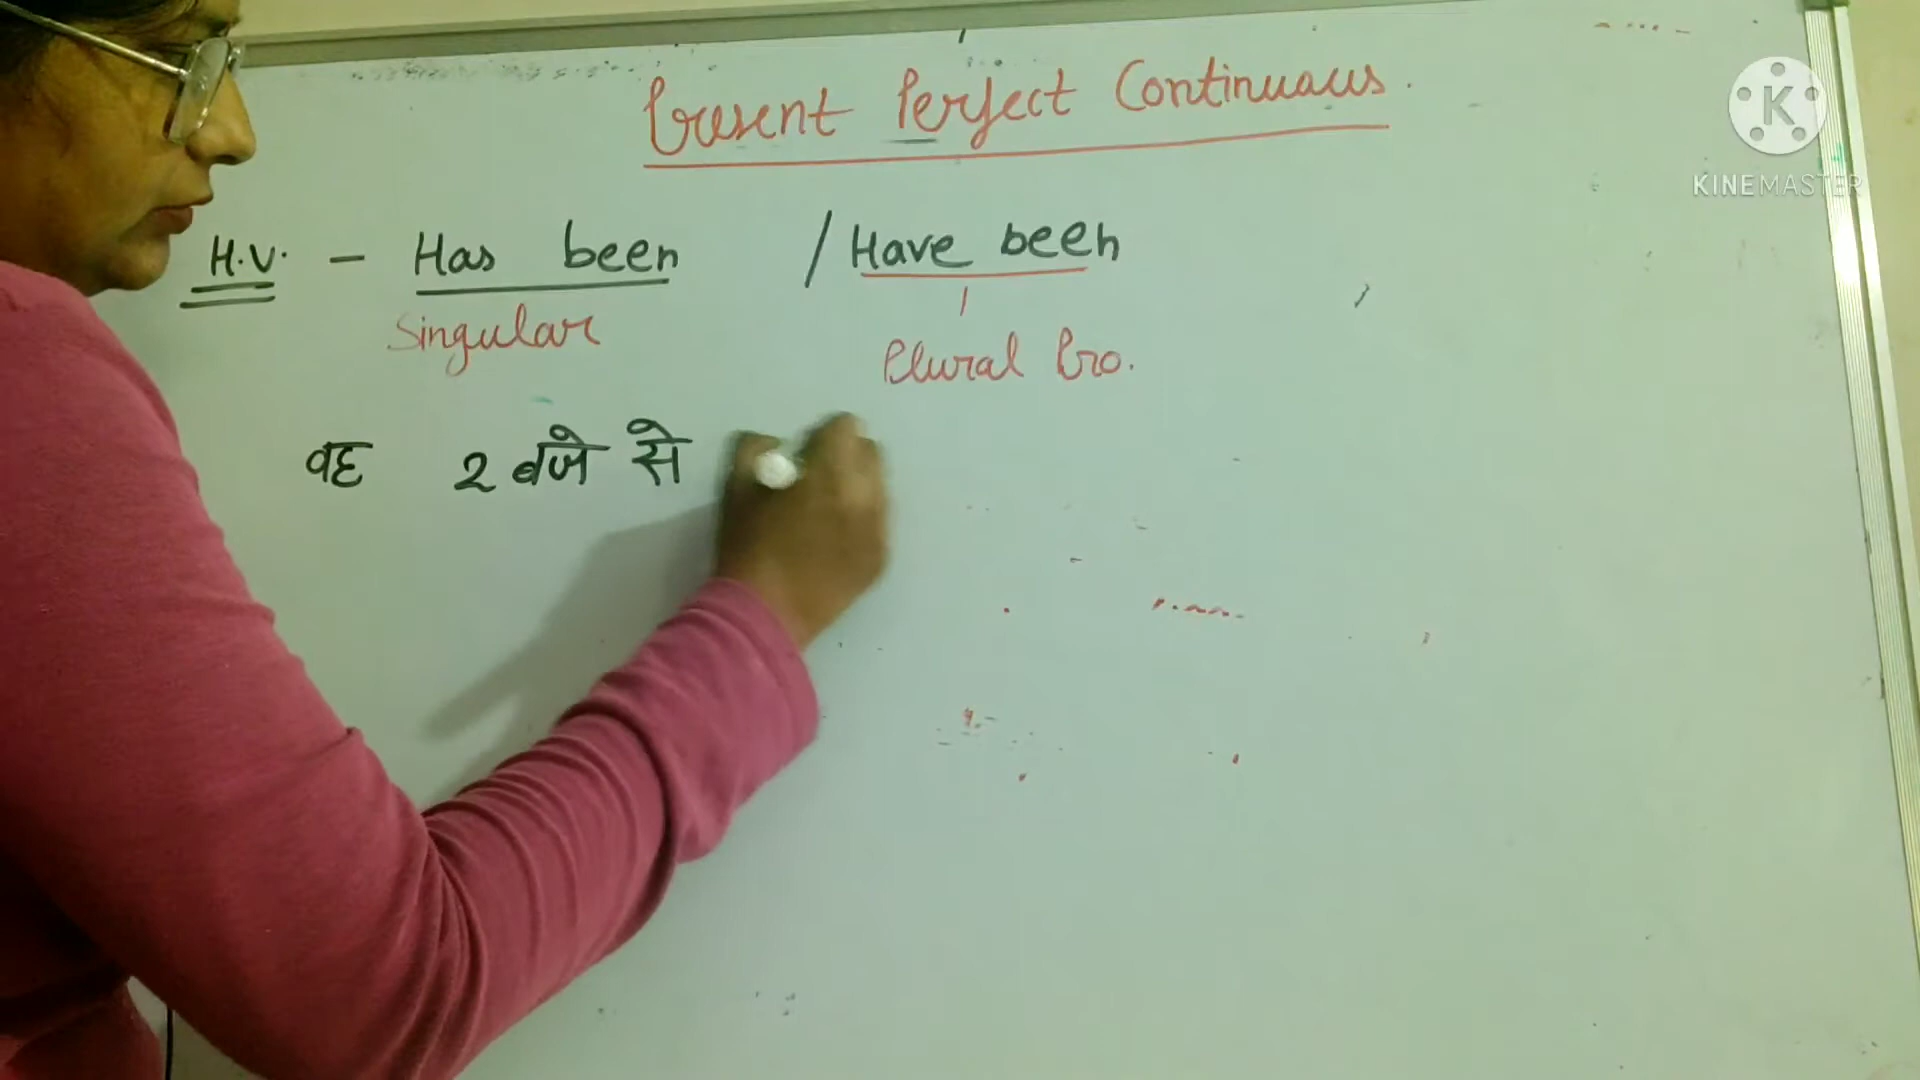 Present Perfect Continuous.
K
KINEMASTER
H.V. - Has been / Have been
Singular
Plural Pro.
वह 2 बजे से